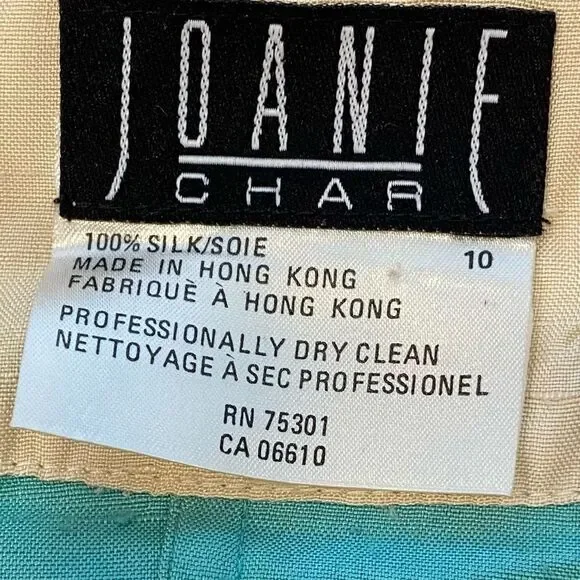 JOANIE
CHAR
100% SILK/SOIE 10
MADE IN HONG KONG
FABRIQUÈ À HONG KONG
PROFESSIONALLY DRY CLEAN
NETTOYAGE À SEC PROFESSIONEL
RN 75301
CA 06610